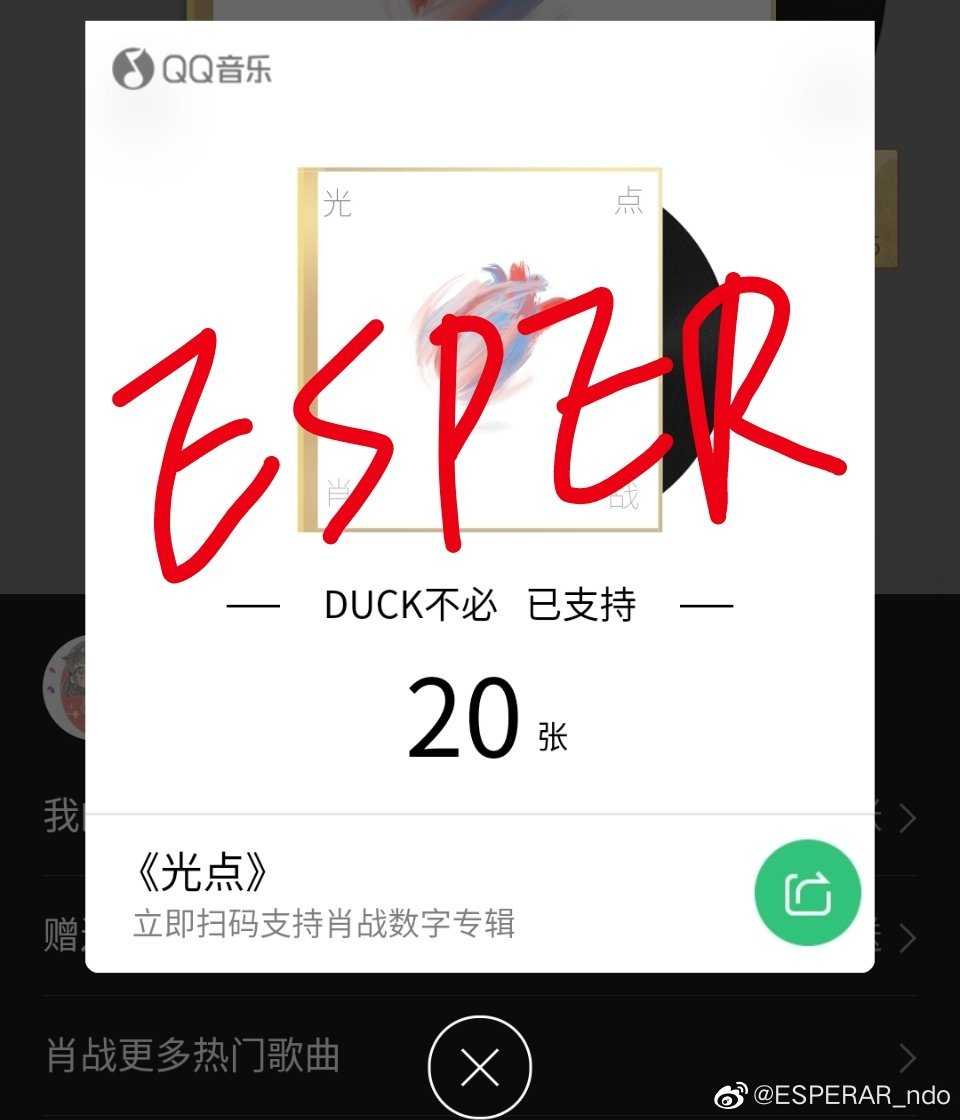 QQ音乐
光 点
ESPER
肖 战
DUCK不必 已支持
20 张
《光点》
立即扫码支持肖战数字专辑
肖战更多热门歌曲
@ESPERAR_ndo